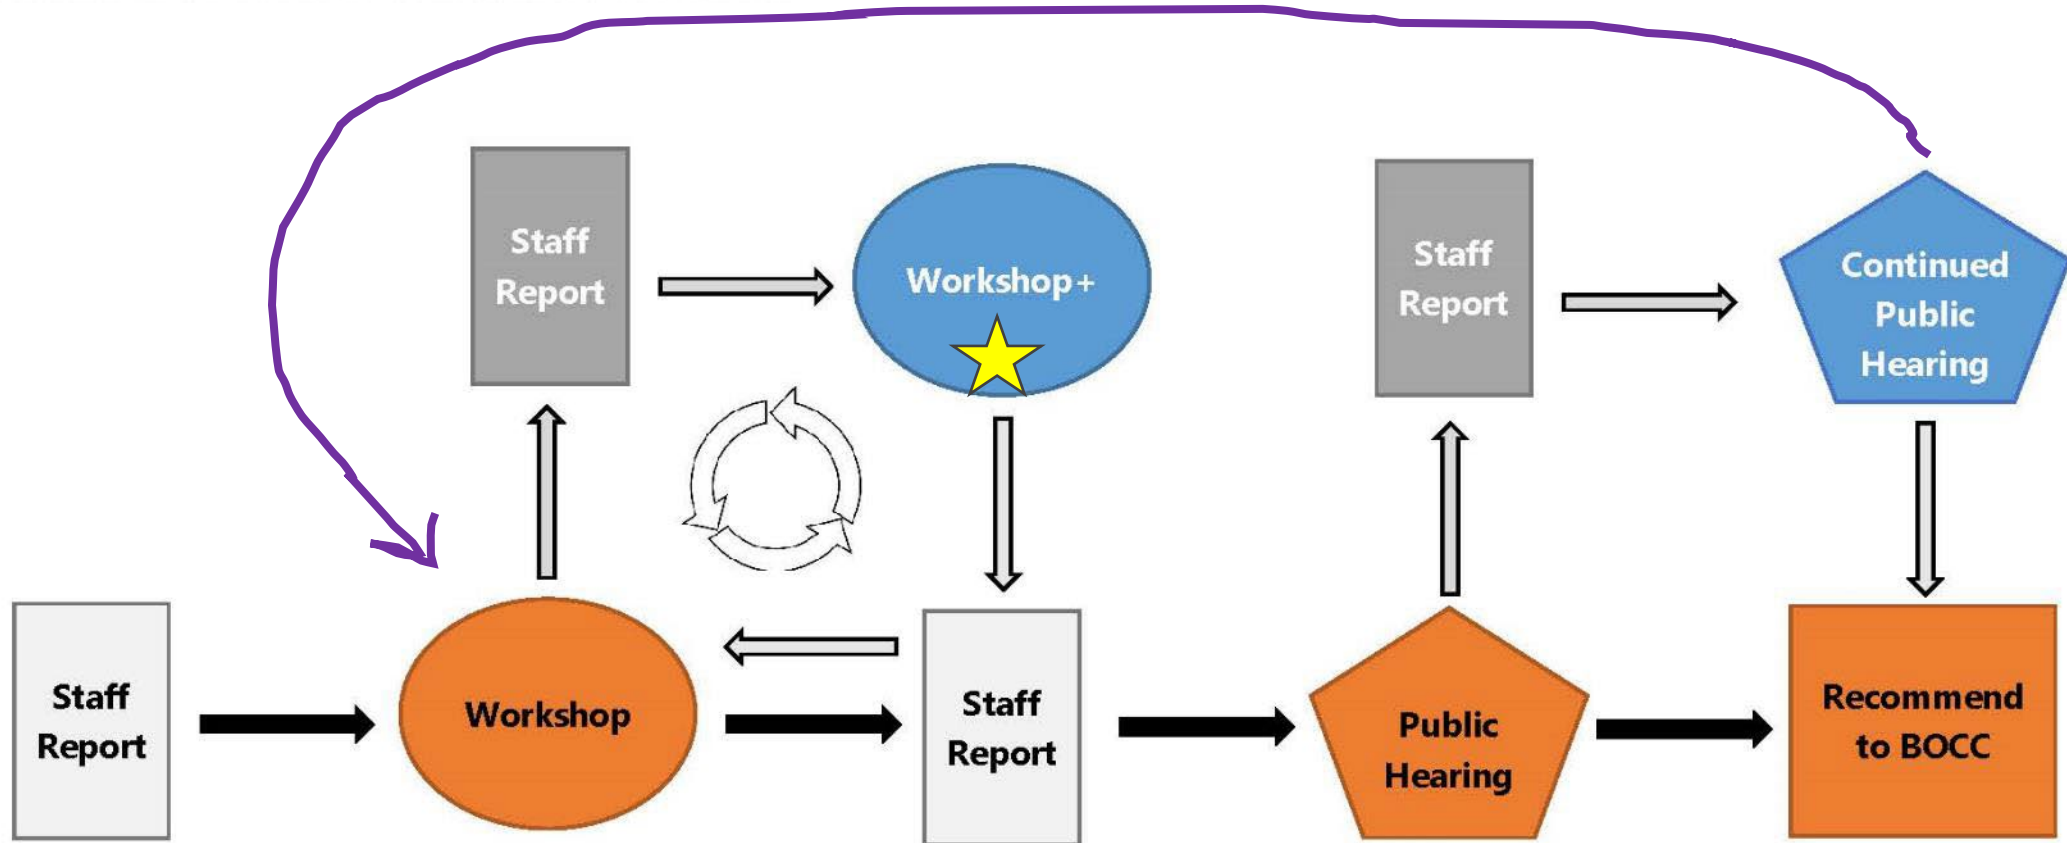 Staff
Report
Workshop+
Staff
Report
Continued
Public
Hearing
Staff
Report
Workshop
Staff
Report
Public
Hearing
Recommend
to BOCC